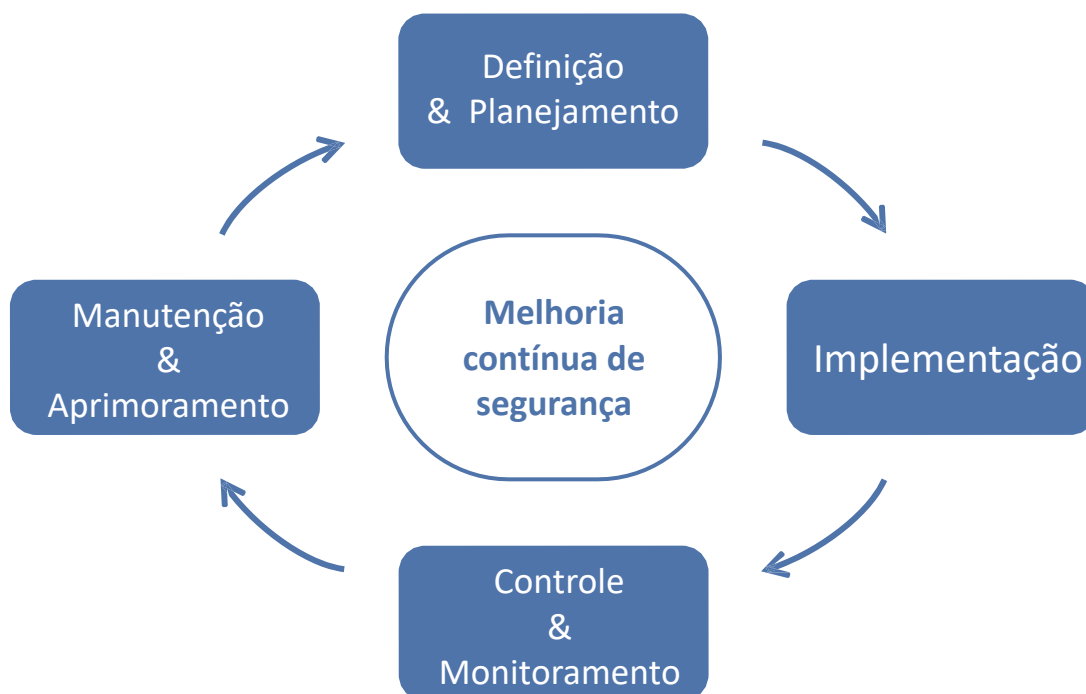 Definição
& Planejamento
Implementação
Controle
&
Monitoramento
Manutenção
&
Aprimoramento
Melhoria
contínua de
segurança